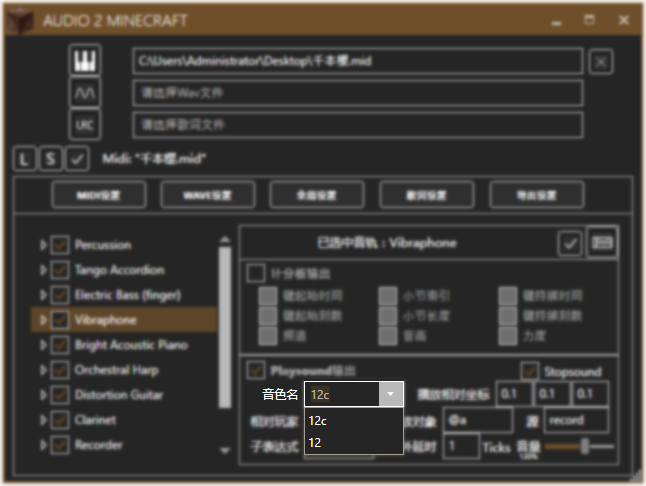 AUDIO 2 MINECRAFT
C:\Users\Administrator\Desktop\千本樱.mid
请选择Wav文件
LRC 请选择歌词文件
L S Midi: "千本樱.mid"
MIDI设置 WAVE设置 全局设置 歌词设置 导出设置
已选中音轨：Vibraphone
Percussion
Tango Accordion
Electric Bass (finger)
Vibraphone
Bright Acoustic Piano
Orchestral Harp
Distortion Guitar
Clarinet
Recorder
计分板输出
键起始时间 小节索引 键持续时间
键起始刻数 小节长度 键持续刻数
频道 音高 力度
Playsound输出 Stopsound
音色名 12c 播放相对坐标 0.1 0.1 0.1
12c
12
相对玩家 放对象 @a 源 record
子表达式 外延时 1 Ticks 音量